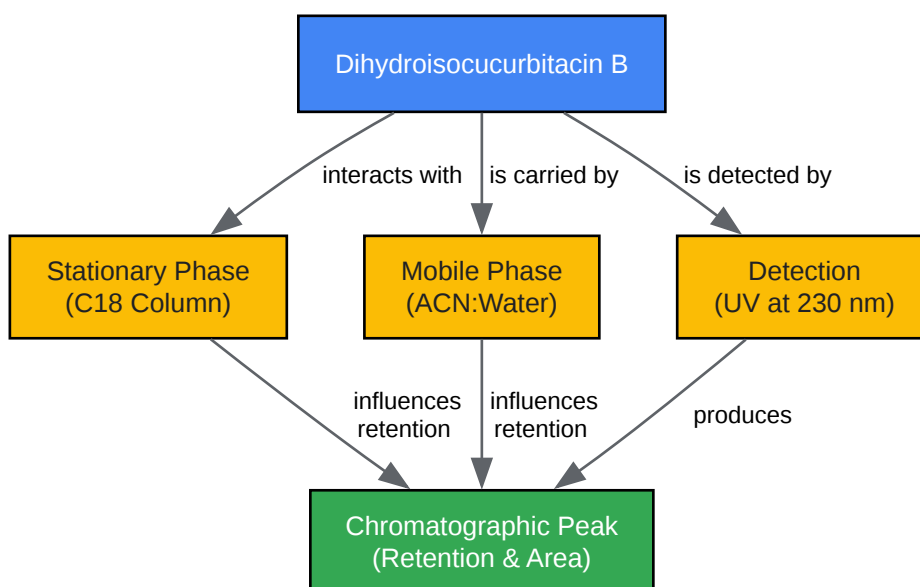 Dihydroisocucurbitacin B
interacts with
is carried by
is detected by
Stationary Phase
(C18 Column)
Mobile Phase
(ACN:Water)
Detection
(UV at 230 nm)
influences
retention
influences
retention
produces
Chromatographic Peak
(Retention & Area)